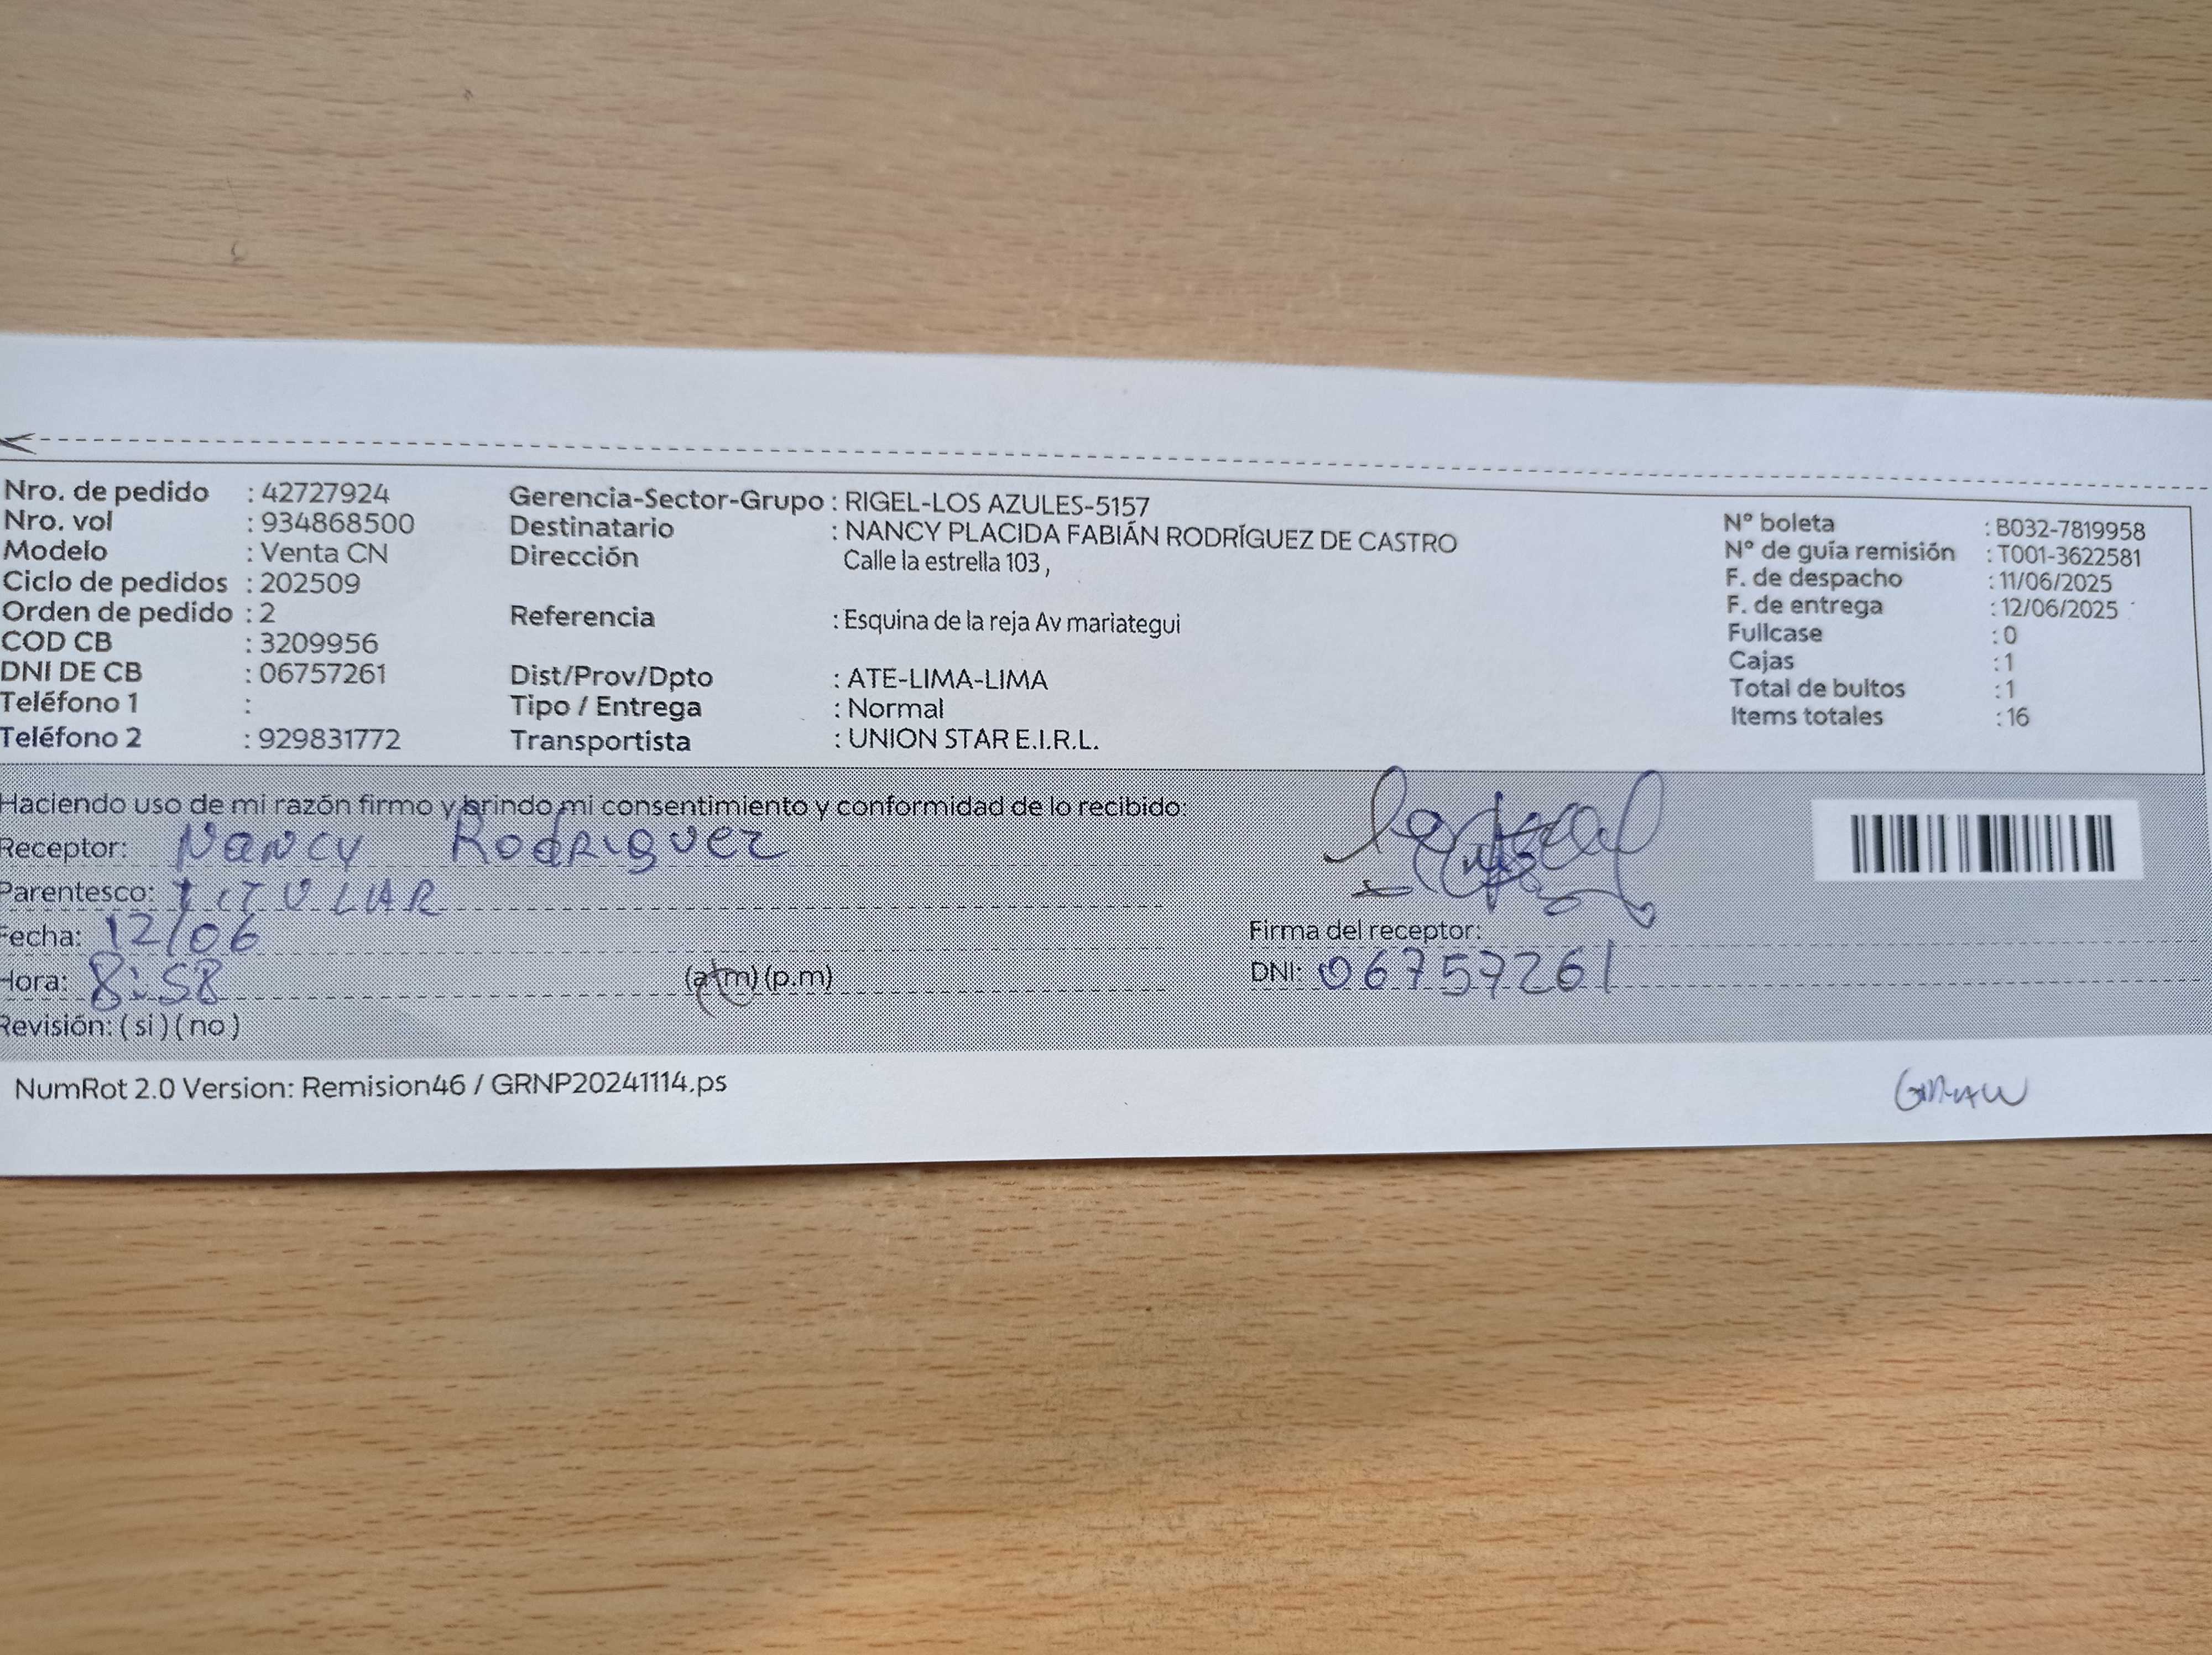 Nro. de pedido : 42727924
Nro. vol : 934868500
Modelo : Venta CN
Ciclo de pedidos : 202509
Orden de pedido : 2
COD CB : 3209956
DNI DE CB : 06757261
Teléfono 1 :
Teléfono 2 : 929831772
Gerencia-Sector-Grupo : RIGEL-LOS AZULES-5157
Destinatario : NANCY PLACIDA FABIÁN RODRÍGUEZ DE CASTRO
Dirección Calle la estrella 103 ,
Referencia : Esquina de la reja Av mariategui
Dist/Prov/Dpto : ATE-LIMA-LIMA
Tipo / Entrega : Normal
Transportista : UNION STAR E.I.R.L.
N° boleta : B032-7819958
N° de guía remisión : T001-3622581
F. de despacho : 11/06/2025
F. de entrega : 12/06/2025
Fullcase : 0
Cajas : 1
Total de bultos : 1
Items totales : 16
Haciendo uso de mi razón firmo y brindo mi consentimiento y conformidad de lo recibido:
Receptor: Nancy Rodriguez
Parentesco: TITULAR
Fecha: 12/06
Hora: 8:58 (a.m) (p.m)
Revisión: ( si ) ( no )
Firma del receptor:
DNI: 06757261
NumRot 2.0 Version: Remision46 / GRNP20241114.ps